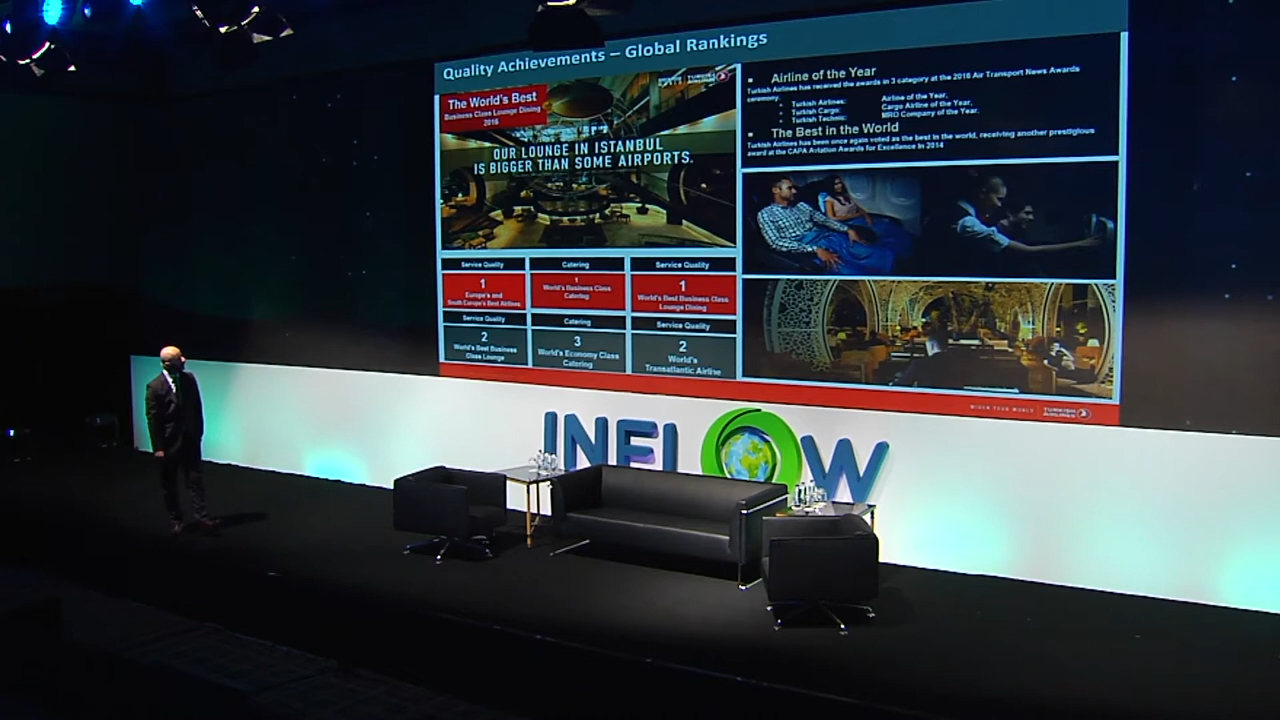 Quality Achievements – Global Rankings
The World's Best
Business Class Lounge Dining
2016
TURKISH
AIRLINES
OUR LOUNGE IN ISTANBUL
IS BIGGER THAN SOME AIRPORTS.
Service Quality
1
Europe's and
South Europe's Best Airlines
Catering
1
World's Business Class
Catering
Service Quality
1
World's Best Business Class
Lounge Dining
Service Quality
2
World's Best Business
Class Lounge
Catering
3
World's Economy Class
Catering
Service Quality
2
World's
Transatlantic Airline
Airline of the Year
Turkish Airlines has received the awards in 3 category at the 2016 Air Transport News Awards
ceremony.
Turkish Airlines: Airline of the Year,
Turkish Cargo: Cargo Airline of the Year,
Turkish Technic: MRO Company of the Year.
The Best in the World
Turkish Airlines has been once again voted as the best in the world, receiving another prestigious
award at the CAPA Aviation Awards for Excellence in 2014
WIDEN YOUR WORLD
TURKISH
AIRLINES
INFLOW